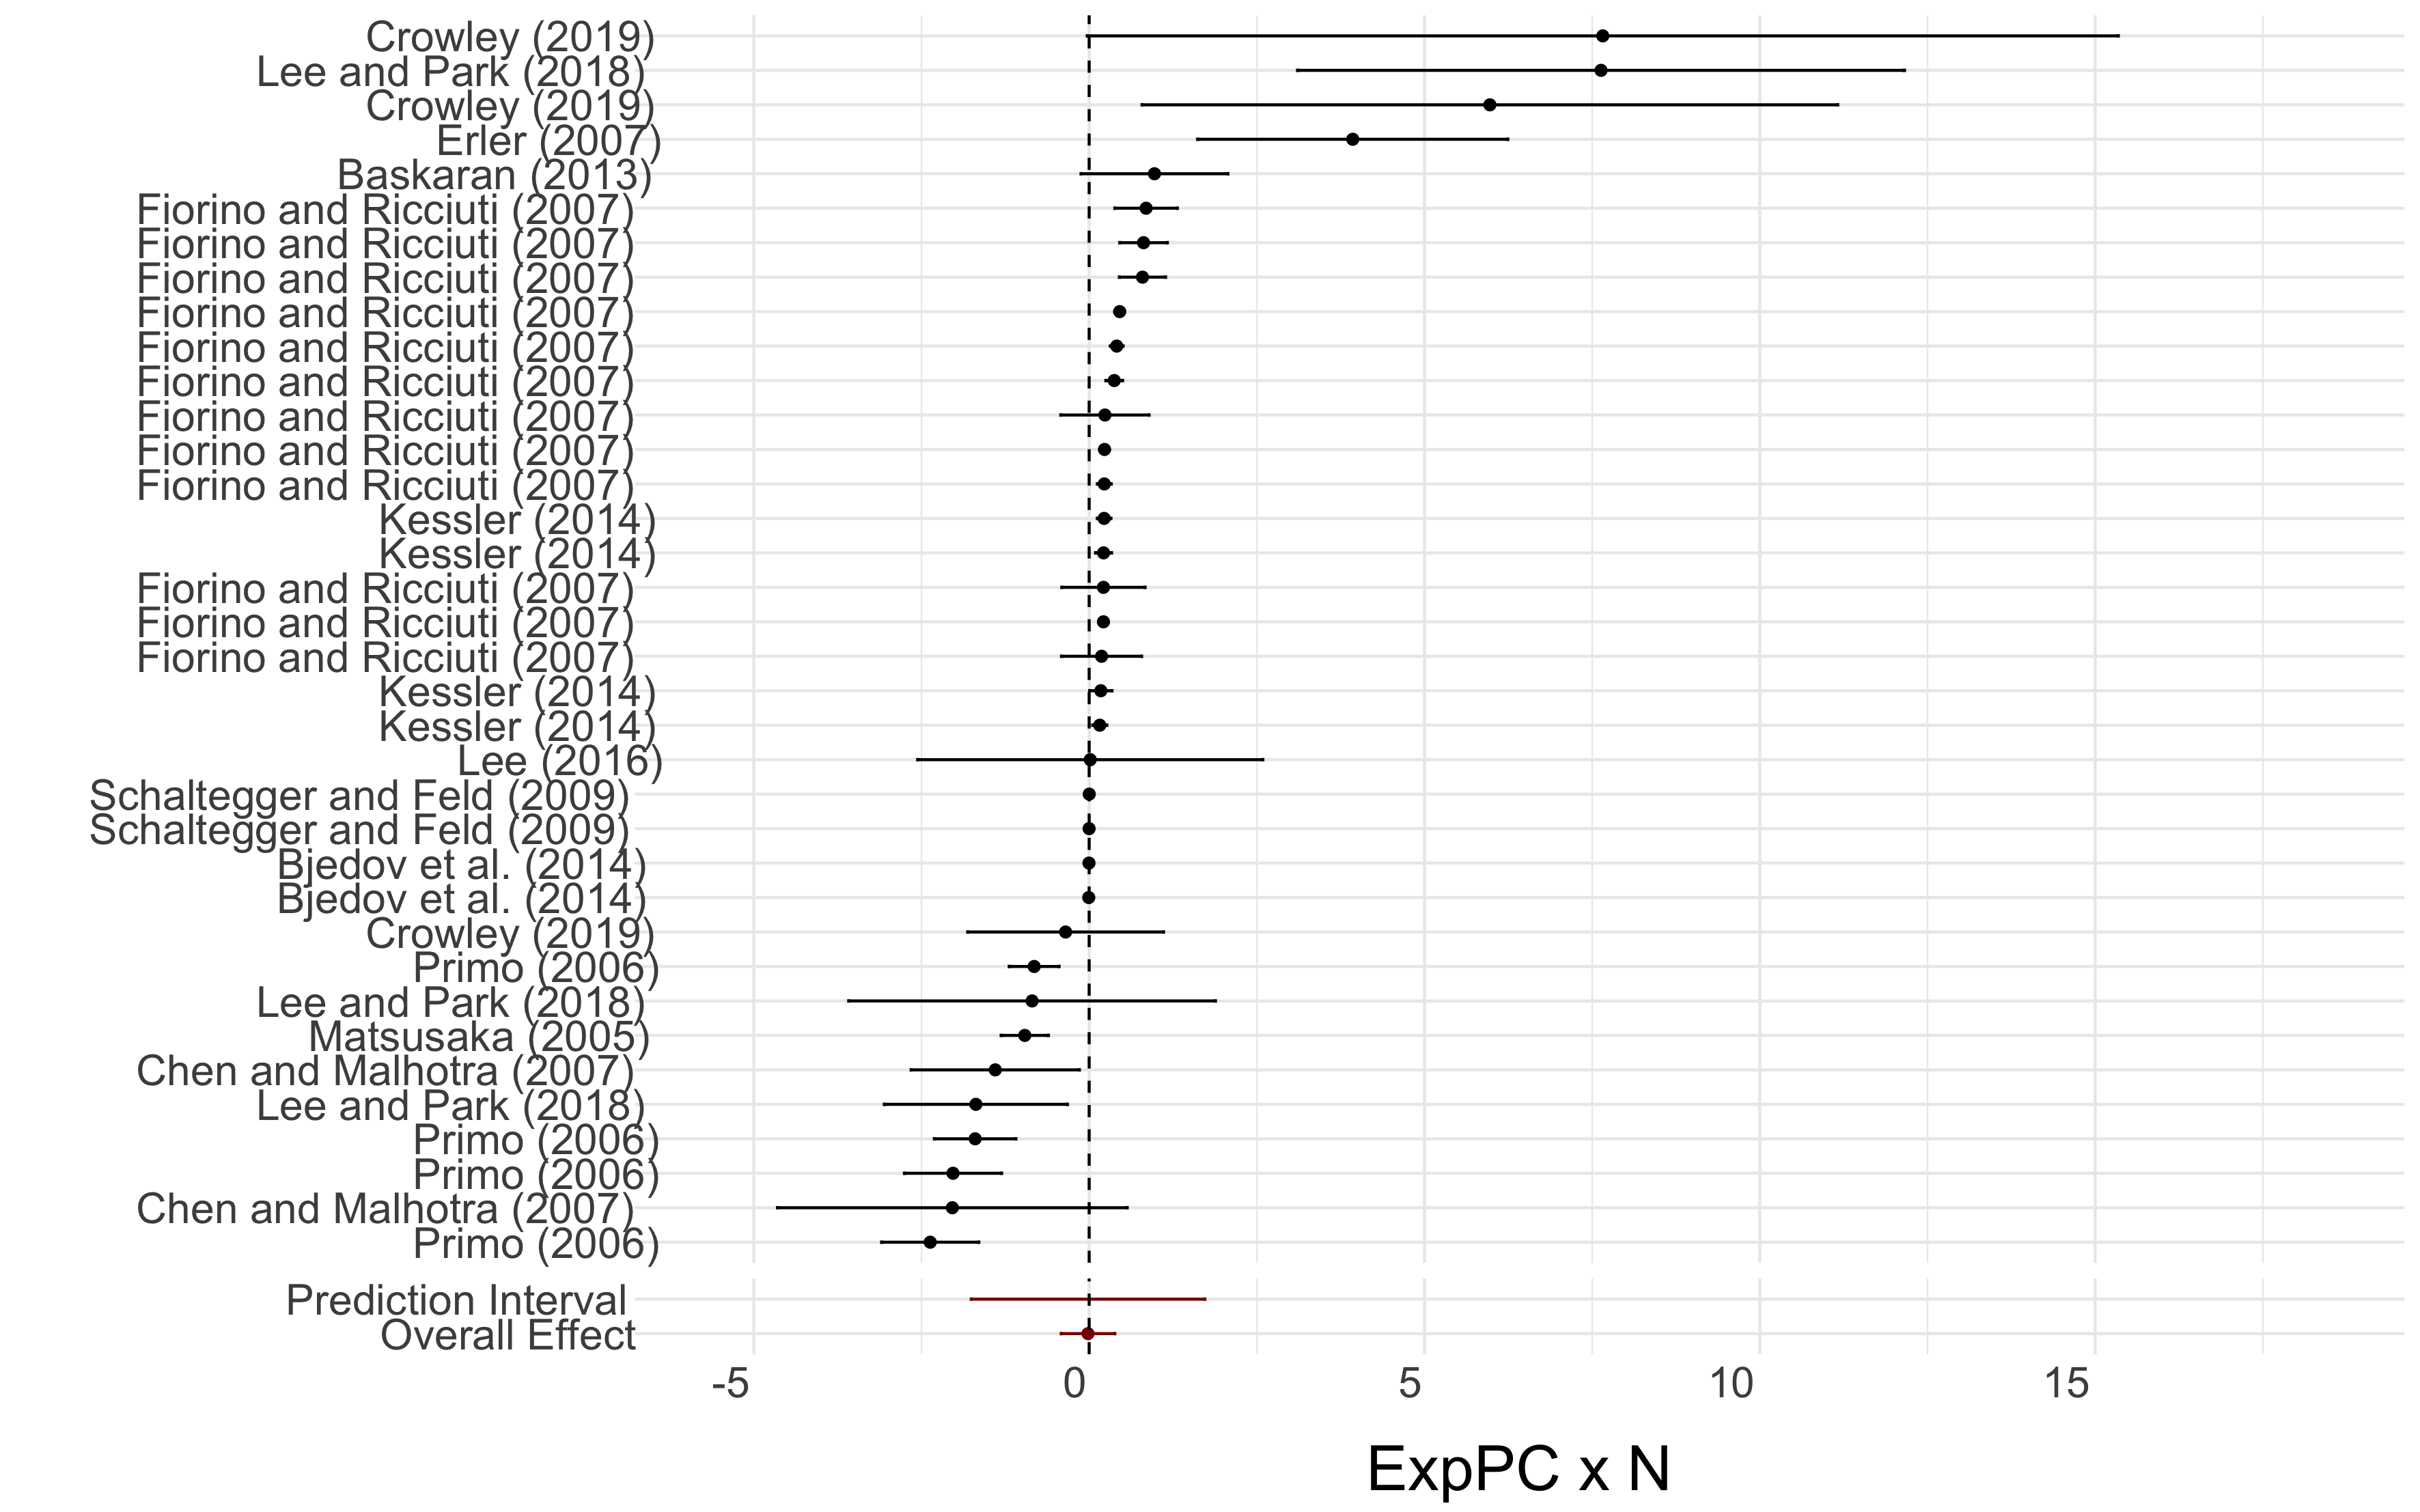 Crowley (2019)
Lee and Park (2018)
Crowley (2019)
Erler (2007)
Baskaran (2013)
Fiorino and Ricciuti (2007)
Fiorino and Ricciuti (2007)
Fiorino and Ricciuti (2007)
Fiorino and Ricciuti (2007)
Fiorino and Ricciuti (2007)
Fiorino and Ricciuti (2007)
Fiorino and Ricciuti (2007)
Fiorino and Ricciuti (2007)
Fiorino and Ricciuti (2007)
Kessler (2014)
Kessler (2014)
Fiorino and Ricciuti (2007)
Fiorino and Ricciuti (2007)
Fiorino and Ricciuti (2007)
Kessler (2014)
Kessler (2014)
Lee (2016)
Schaltegger and Feld (2009)
Schaltegger and Feld (2009)
Bjedov et al. (2014)
Bjedov et al. (2014)
Crowley (2019)
Primo (2006)
Lee and Park (2018)
Matsusaka (2005)
Chen and Malhotra (2007)
Lee and Park (2018)
Primo (2006)
Primo (2006)
Chen and Malhotra (2007)
Primo (2006)
Prediction Interval
Overall Effect
-5 0 5 10 15
ExpPC x N